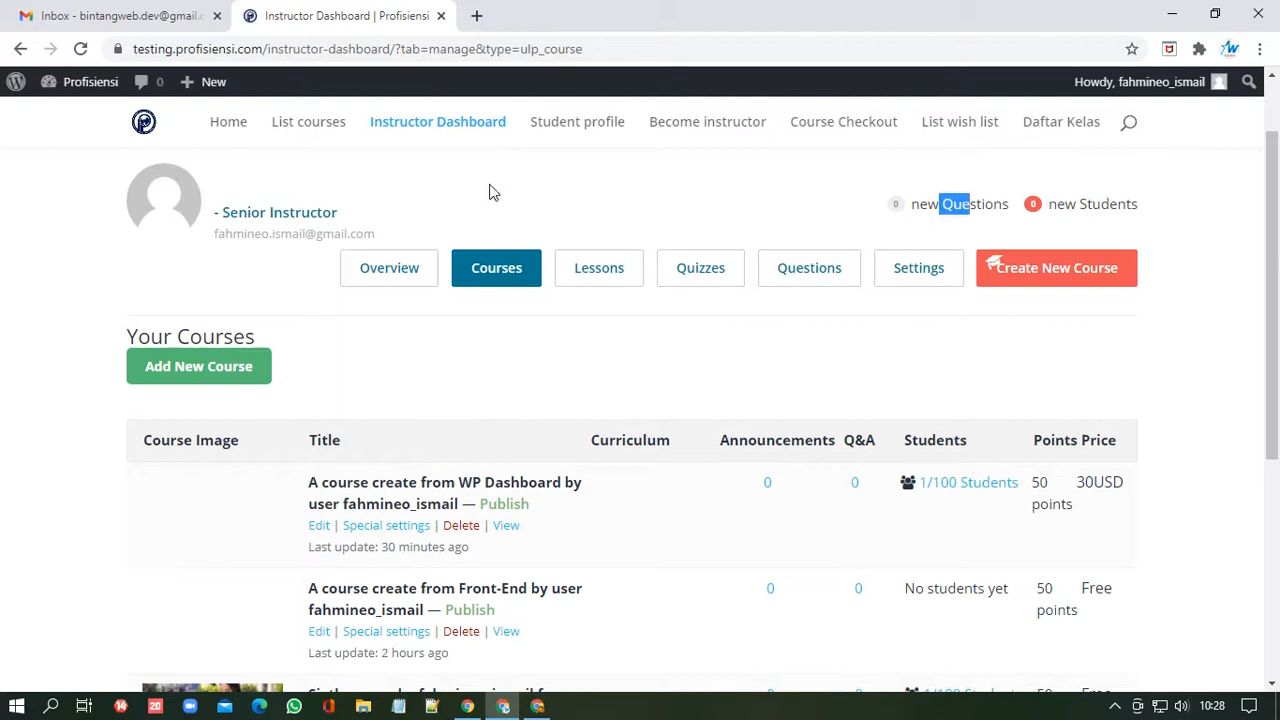 Inbox - bintangweb.dev@gmail.c
Instructor Dashboard | Profisiensi
testing.profisiensi.com/instructor-dashboard/?tab=manage&type=ulp_course
Profisiensi 0 New Howdy, fahmineo_ismail
Home List courses Instructor Dashboard Student profile Become instructor Course Checkout List wish list Daftar Kelas
- Senior Instructor
fahmineo.ismail@gmail.com
0 new Questions 0 new Students
Overview Courses Lessons Quizzes Questions Settings Create New Course
Your Courses
Add New Course
Course Image Title Curriculum Announcements Q&A Students Points Price
A course create from WP Dashboard by
user fahmineo_ismail — Publish
Edit | Special settings | Delete | View
Last update: 30 minutes ago
0 0 1/100 Students 50
points 30USD
A course create from Front-End by user
fahmineo_ismail — Publish
Edit | Special settings | Delete | View
Last update: 2 hours ago
0 0 No students yet 50
points Free
10:28